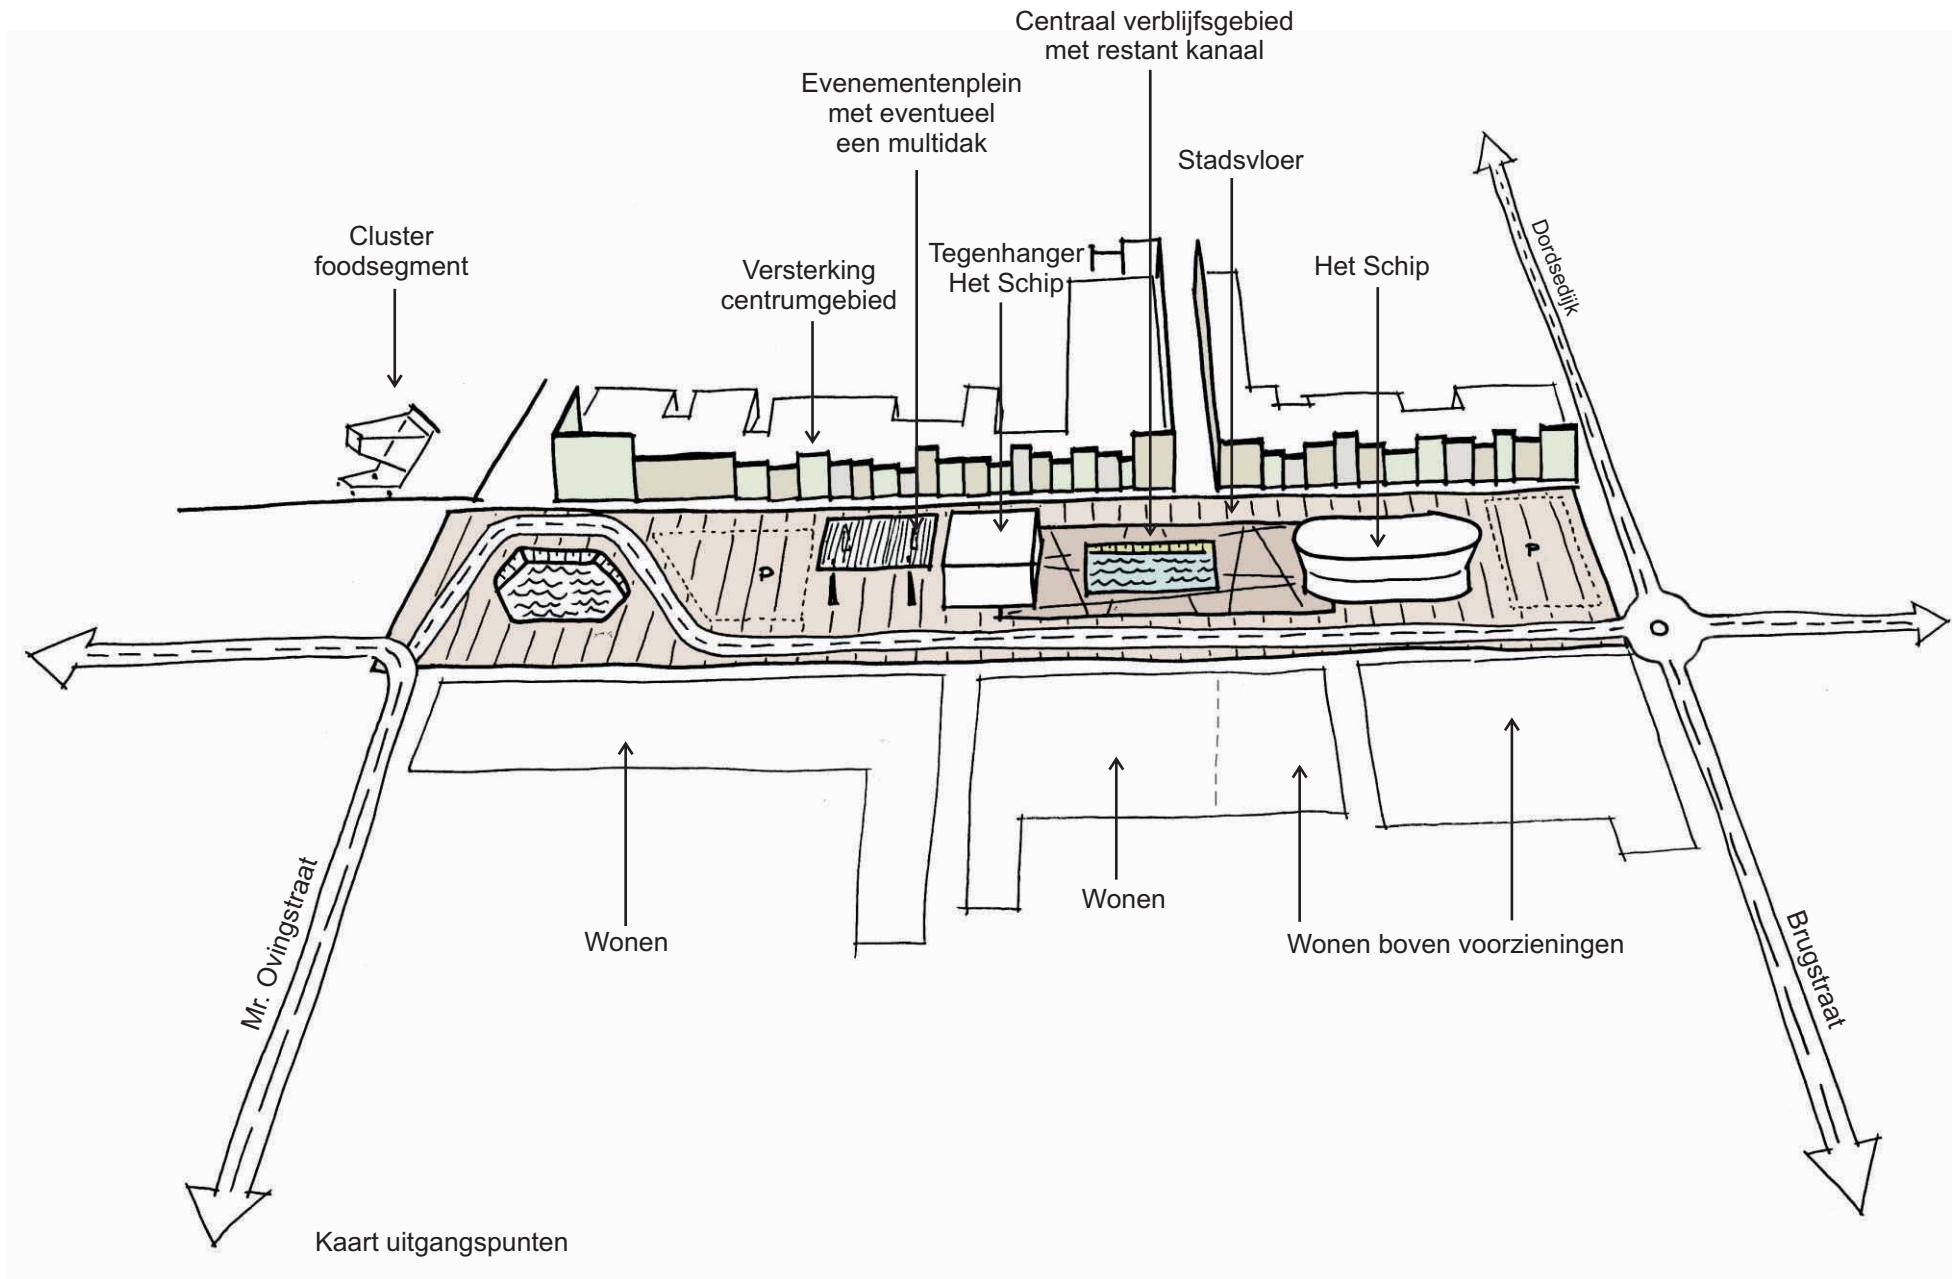 Centraal verblijfsgebied
met restant kanaal
Evenementenplein
met eventueel
een multidak
Stadsvloer
Cluster
foodsegment
Versterking
centrumgebied
Tegenhanger
Het Schip
Het Schip
Dordsedijk
P
P
Wonen
Wonen
Wonen boven voorzieningen
Mr. Ovingstraat
Brugstraat
Kaart uitgangspunten